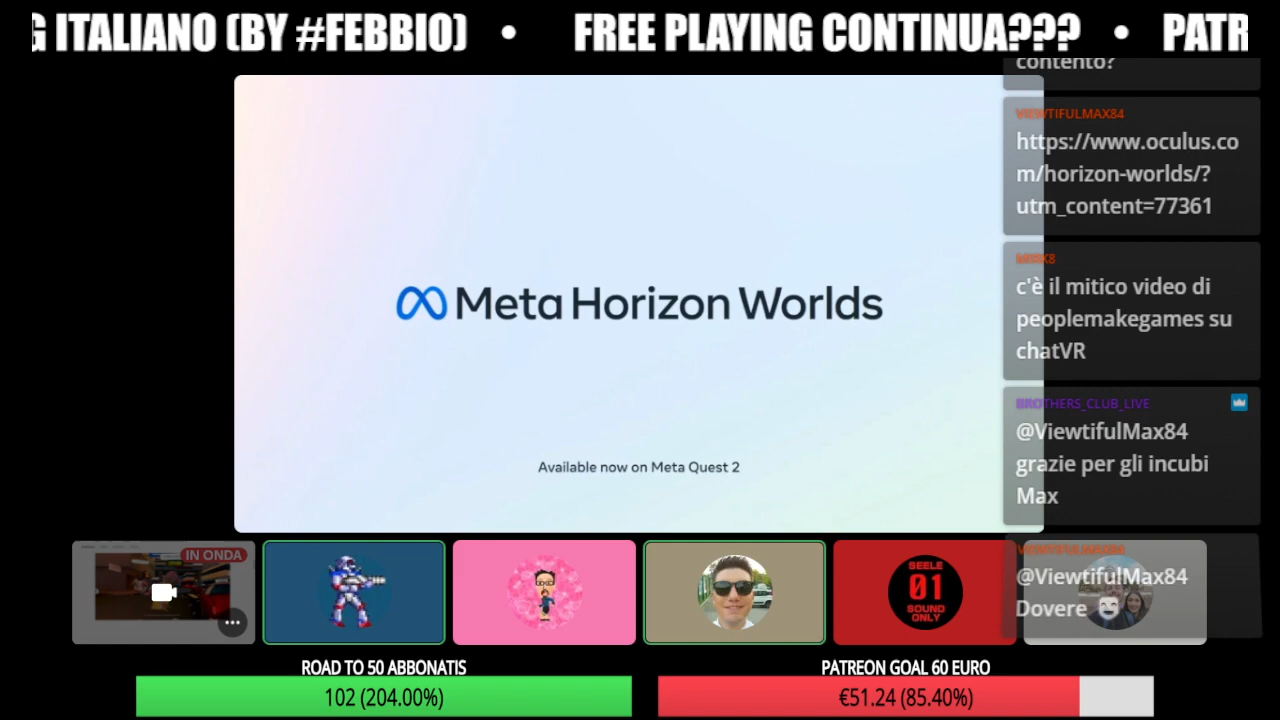 G ITALIANO (BY #FEBBIO) • FREE PLAYING CONTINUA??? • PATR
contento?
VIEWTIFULMAX84
https://www.oculus.co
m/horizon-worlds/?
utm_content=77361
c'è il mitico video di
peoplemakegames su
chatVR
BROTHERS_CLUB_LIVE
@ViewtifulMax84
grazie per gli incubi
Max
VIEWTIFULMAX84
@ViewtifulMax84
Dovere
Meta Horizon Worlds
Available now on Meta Quest 2
IN ONDA
SEELE
01
SOUND
ONLY
ROAD TO 50 ABBONATIS
102 (204.00%)
PATREON GOAL 60 EURO
€51.24 (85.40%)